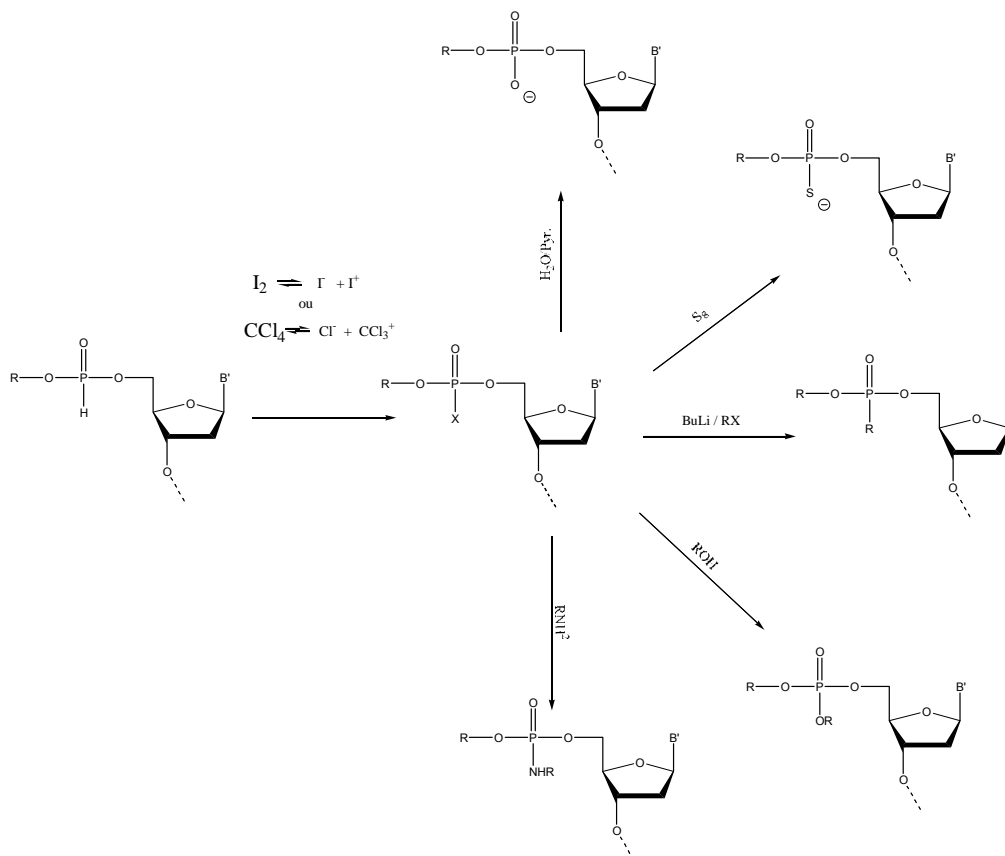 O
R—O—P—O B'
O
O⊖
O
O
R—O—P—O B'
O
S⊖
O
H₂O/Pyr.
S₈
I₂ ⇌ I⁻ + I⁺
ou
CCl₄ ⇌ Cl⁻ + CCl₃⁺
O
R—O—P—O B'
O
H
O
O
R—O—P—O B'
O
X
O
BuLi / RX
O
R—O—P—O
O
R
O
RNH²
ROH
O
R—O—P—O B'
O
OR
O
O
R—O—P—O B'
O
NHR
O